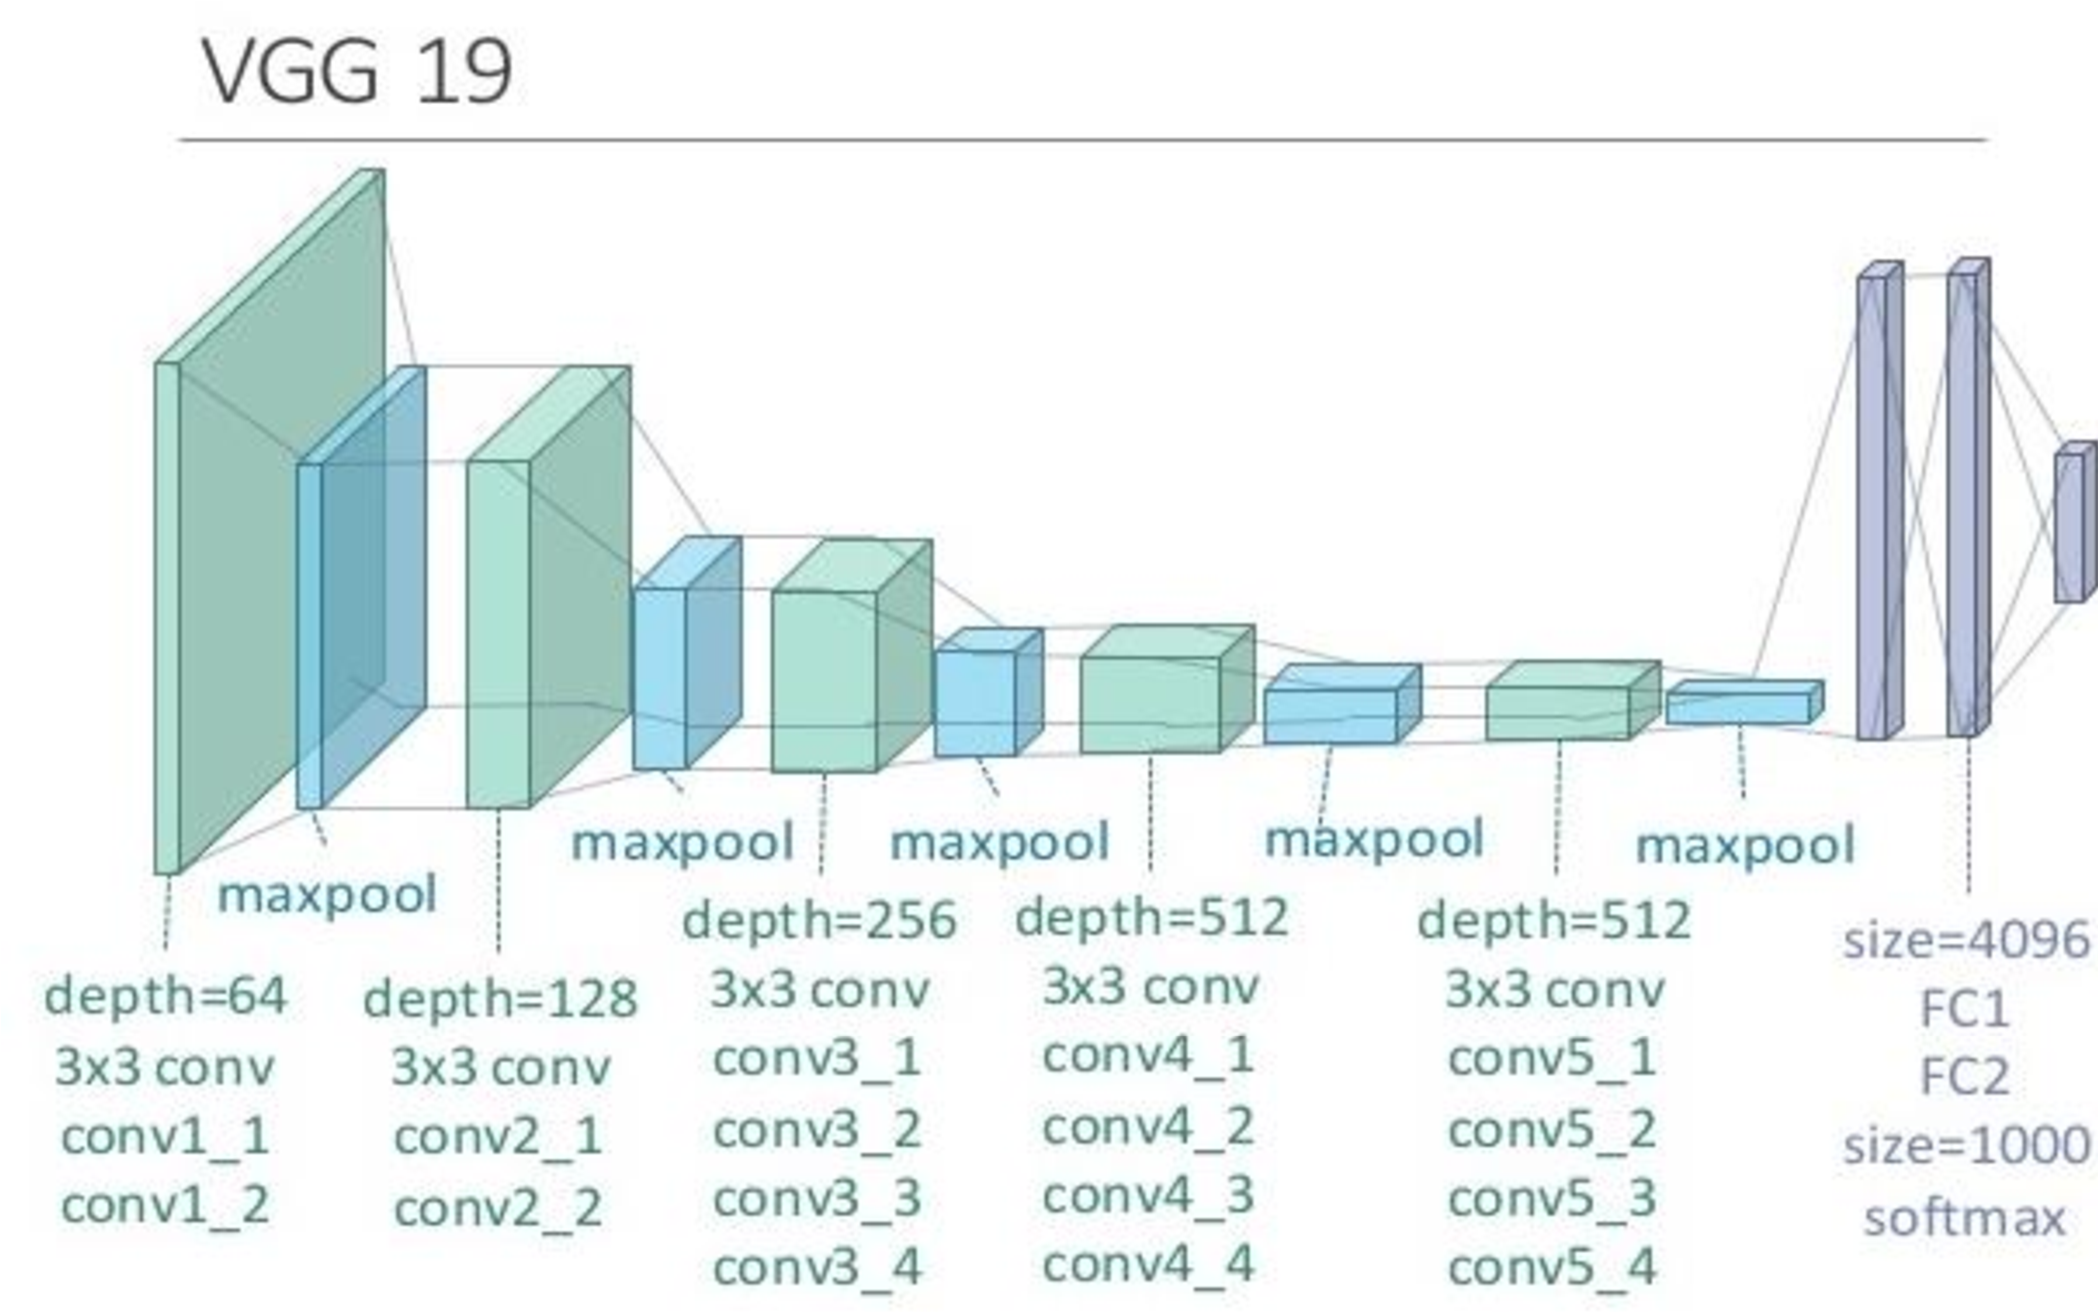 VGG 19
maxpool
maxpool
maxpool
maxpool
maxpool
depth=64
3x3 conv
conv1_1
conv1_2
depth=128
3x3 conv
conv2_1
conv2_2
depth=256
3x3 conv
conv3_1
conv3_2
conv3_3
conv3_4
depth=512
3x3 conv
conv4_1
conv4_2
conv4_3
conv4_4
depth=512
3x3 conv
conv5_1
conv5_2
conv5_3
conv5_4
size=4096
FC1
FC2
size=1000
softmax